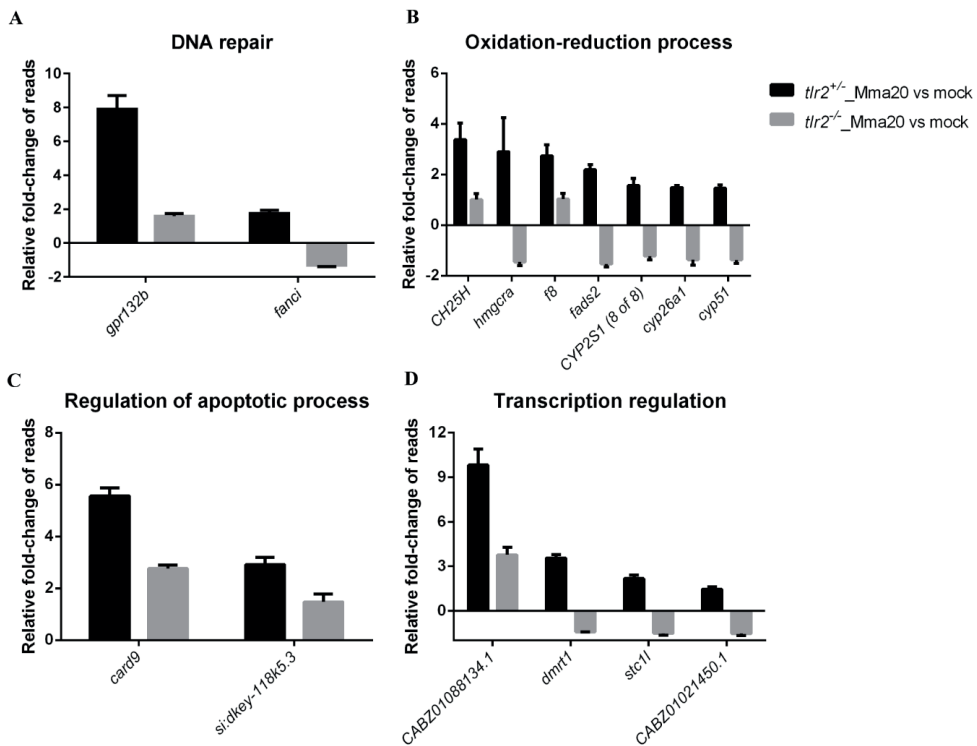 A
DNA repair
Relative fold-change of reads
10
8
6
4
2
0
-2
gpr132b
fanci
B
Oxidation-reduction process
Relative fold-change of reads
6
4
2
0
-2
CH25H
hmgcra
f8
fads2
CYP2S1 (8 of 8)
cyp26a1
cyp51
tlr2+/-_Mma20 vs mock
tlr2-/-_Mma20 vs mock
C
Regulation of apoptotic process
Relative fold-change of reads
8
6
4
2
0
card9
si:dkey-118k5.3
D
Transcription regulation
Relative fold-change of reads
12
9
6
3
0
CABZ01088134.1
dmrt1
stc1l
CABZ01021450.1